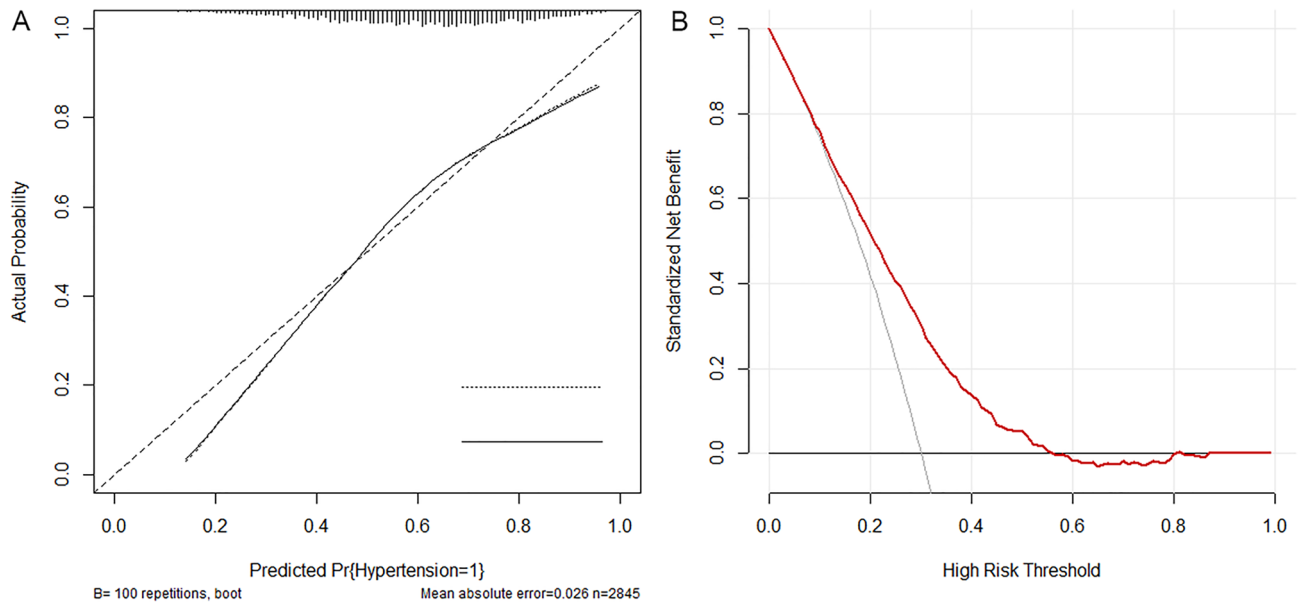 A
1.0
0.8
0.6
0.4
0.2
0.0
Actual Probability
0.0 0.2 0.4 0.6 0.8 1.0
Predicted Pr{Hypertension=1}
B= 100 repetitions, boot
Mean absolute error=0.026 n=2845
B
1.0
0.8
0.6
0.4
0.2
0.0
Standardized Net Benefit
0.0 0.2 0.4 0.6 0.8 1.0
High Risk Threshold